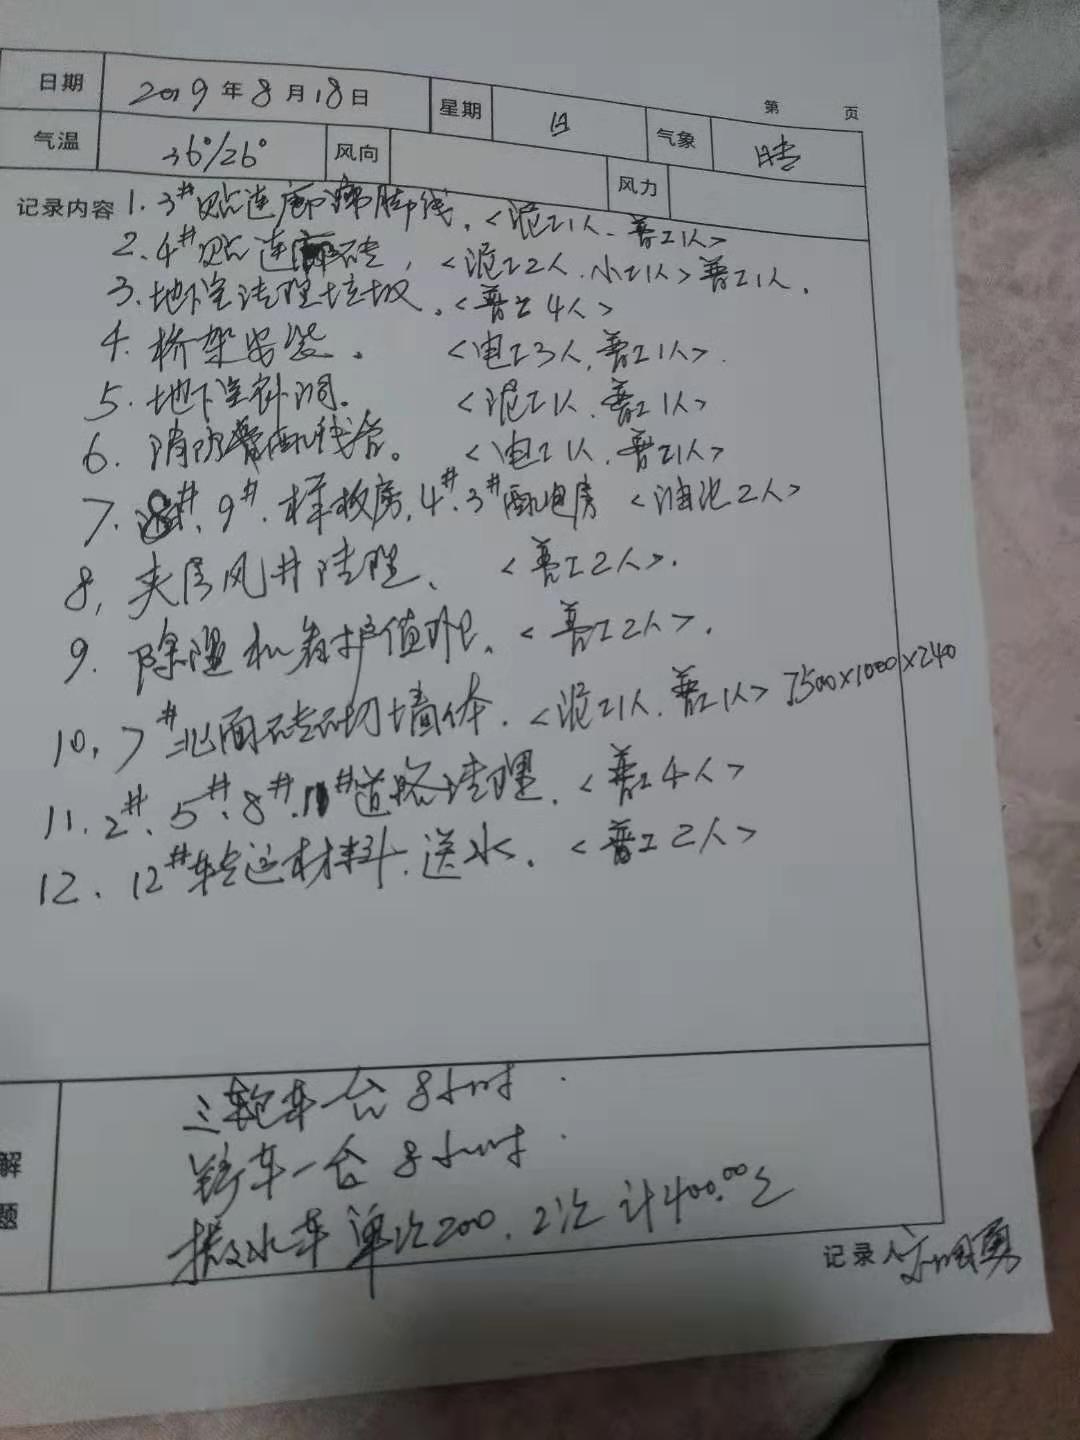 第 页
日期 2019年8月18日 星期 日 气象 晴
气温 36°/26° 风向 风力
记录内容 1. 3#贴连廊踢脚线.<泥工1人、普工1人>
2. 4#贴连廊砖,<泥工2人.小工1人>普工1人.
3. 地下室清理垃圾.<普工4人>
4. 桥架安装.<电工3人,普工1人>.
5. 地下室补洞.<泥工1人.普工1人>
6. 消防配线管。<电工1人.普工1人>
7. 8#、9#.样板房,4#.3#配电房<油池2人>
8, 夹层风井清理、<普工2人>.
9. 除湿机看护值班.<普工2人>.
10, 7#北面砖砌墙体.<泥工1人.普工1人>7500×1000×240
11. 2#、5#、8#、11#道路清理.<普工4人>
12、12#转运材料.送水.<普工2人>
解
题
三轮车一台 8小时.
轿车一台 8小时.
水车 单次200.2次 计400.00元
记录人 勇